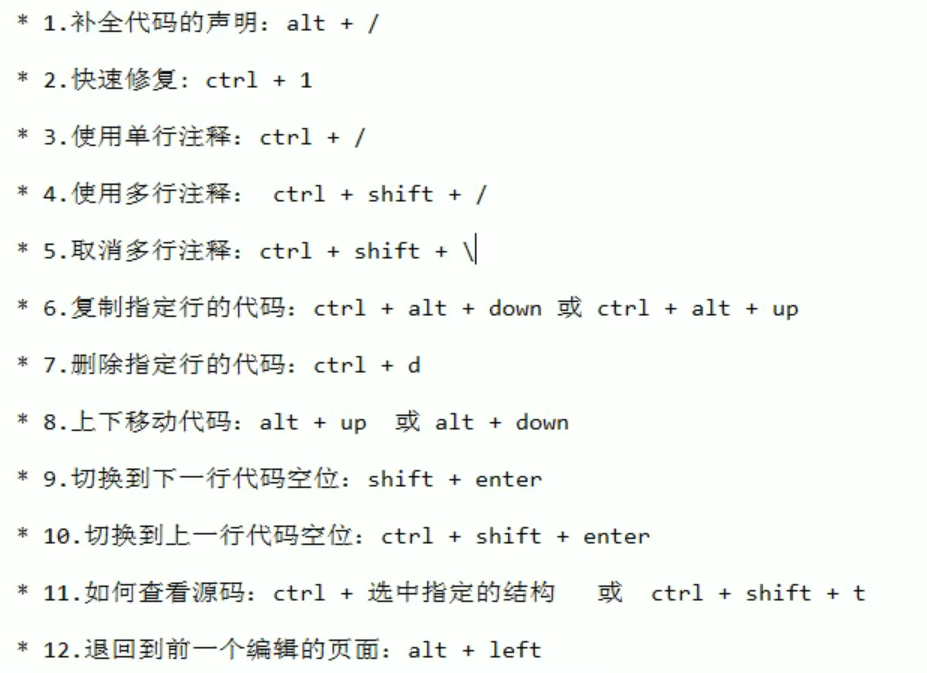 * 1.补全代码的声明：alt + /
* 2.快速修复: ctrl + 1
* 3.使用单行注释：ctrl + /
* 4.使用多行注释： ctrl + shift + /
* 5.取消多行注释：ctrl + shift + \
* 6.复制指定行的代码：ctrl + alt + down 或 ctrl + alt + up
* 7.删除指定行的代码：ctrl + d
* 8.上下移动代码：alt + up  或 alt + down
* 9.切换到下一行代码空位：shift + enter
* 10.切换到上一行代码空位：ctrl + shift + enter
* 11.如何查看源码：ctrl + 选中指定的结构   或  ctrl + shift + t
* 12.退回到前一个编辑的页面：alt + left